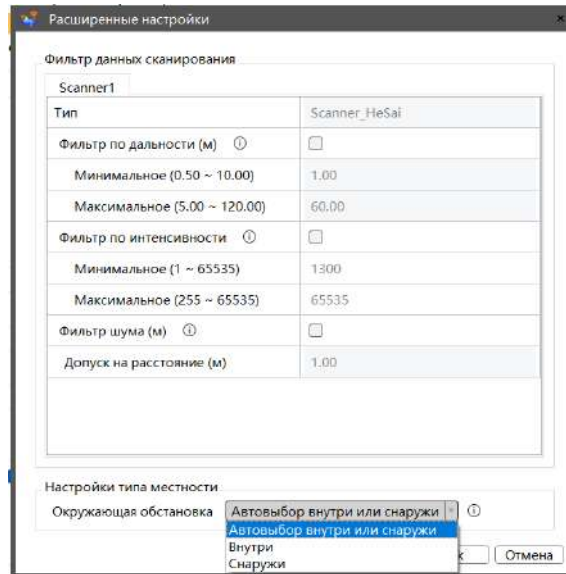 Расширенные настройки
Фильтр данных сканирования
Scanner1
Тип Scanner_HeSai
Фильтр по дальности (м)
Минимальное (0.50 ~ 10.00) 1.00
Максимальное (5.00 ~ 120.00) 60.00
Фильтр по интенсивности
Минимальное (1 ~ 65535) 1300
Максимальное (255 ~ 65535) 65535
Фильтр шума (м)
Допуск на расстояние (м) 1.00
Настройки типа местности
Окружающая обстановка Автовыбор внутри или снаружи
Автовыбор внутри или снаружи
Внутри
Снаружи
Отмена